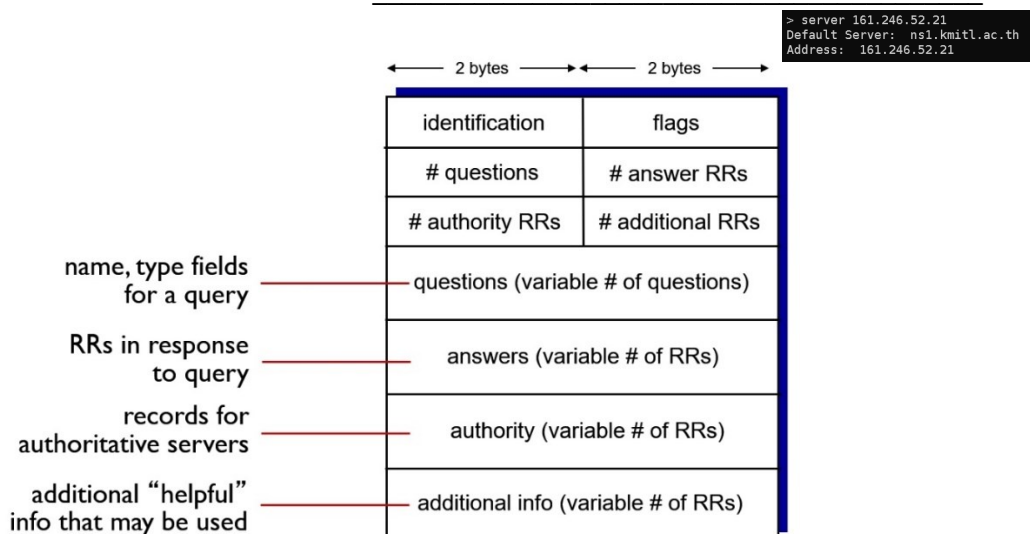 > server 161.246.52.21
Default Server:  ns1.kmitl.ac.th
Address:  161.246.52.21
2 bytes 2 bytes
identification flags
# questions # answer RRs
# authority RRs # additional RRs
name, type fields
for a query
questions (variable # of questions)
RRs in response
to query
answers (variable # of RRs)
records for
authoritative servers
authority (variable # of RRs)
additional “helpful”
info that may be used
additional info (variable # of RRs)